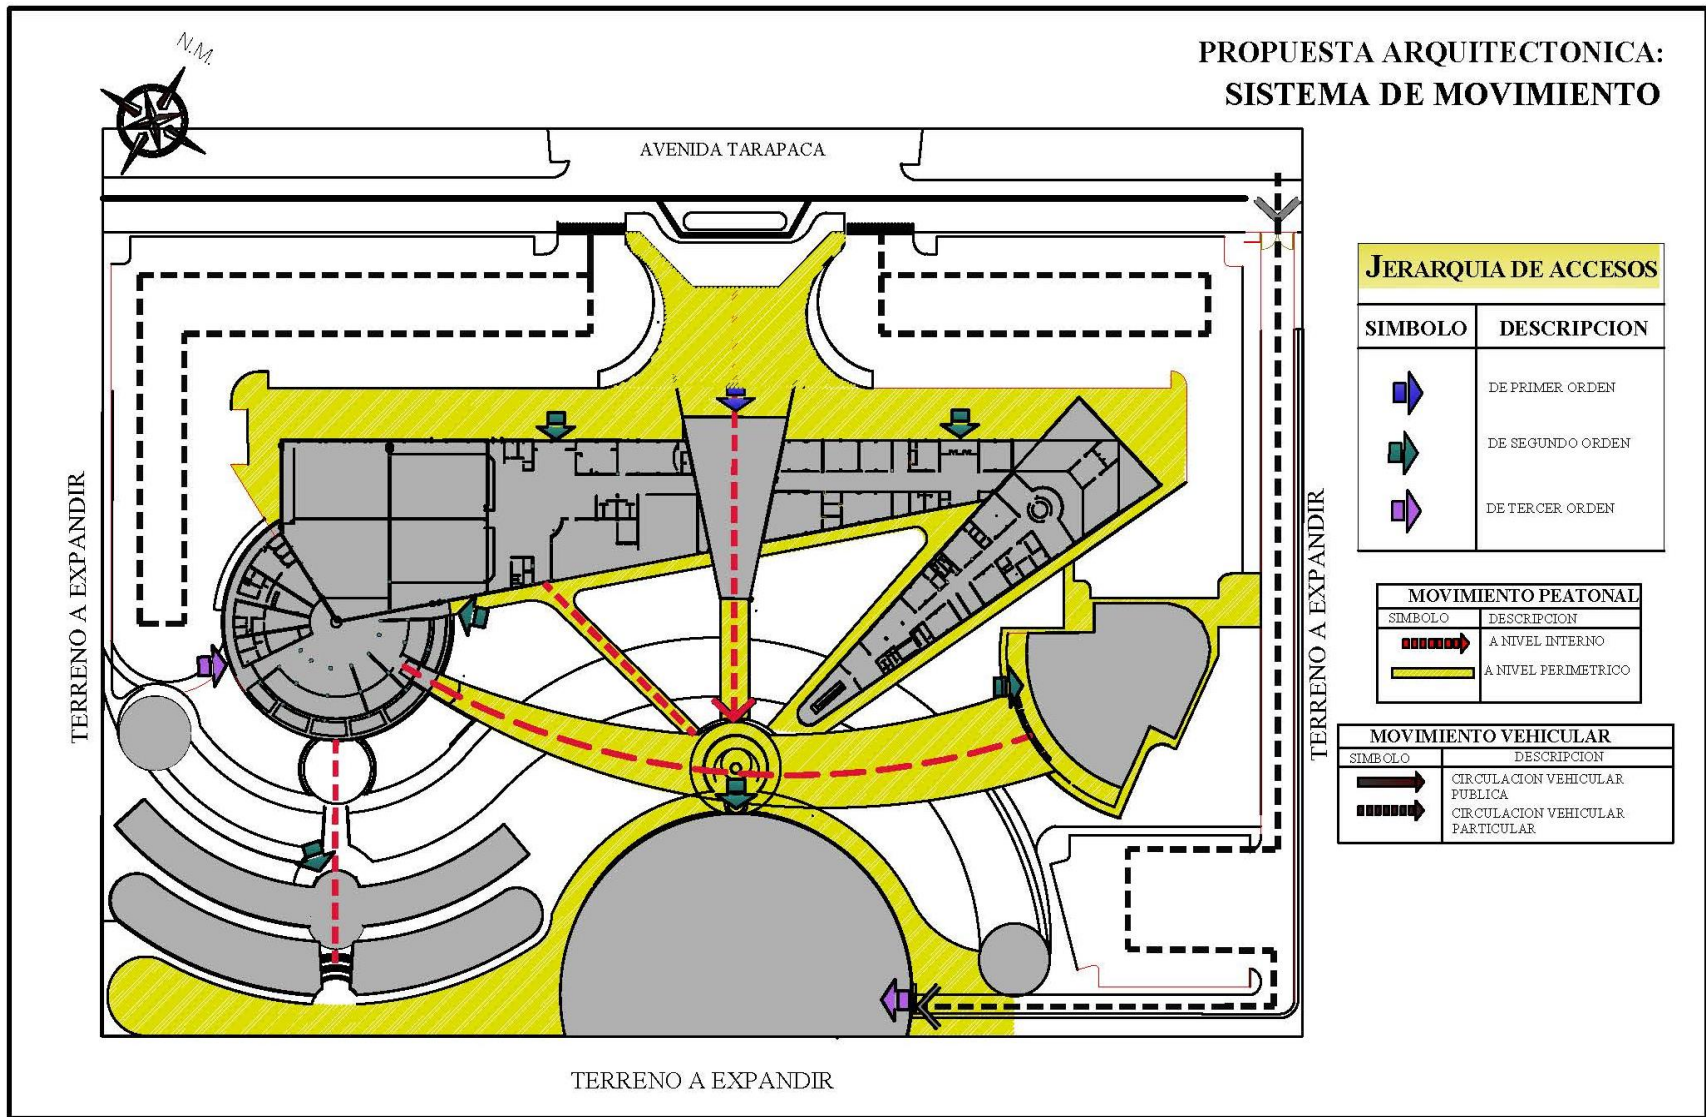 N.M.
PROPUESTA ARQUITECTONICA:
SISTEMA DE MOVIMIENTO
AVENIDA TARAPACA
TERRENO A EXPANDIR
TERRENO A EXPANDIR
TERRENO A EXPANDIR
JERARQUIA DE ACCESOS
SIMBOLO DESCRIPCION
DE PRIMER ORDEN
DE SEGUNDO ORDEN
DE TERCER ORDEN
MOVIMIENTO PEATONAL
SIMBOLO DESCRIPCION
A NIVEL INTERNO
A NIVEL PERIMETRICO
MOVIMIENTO VEHICULAR
SIMBOLO DESCRIPCION
CIRCULACION VEHICULAR
PUBLICA
CIRCULACION VEHICULAR
PARTICULAR